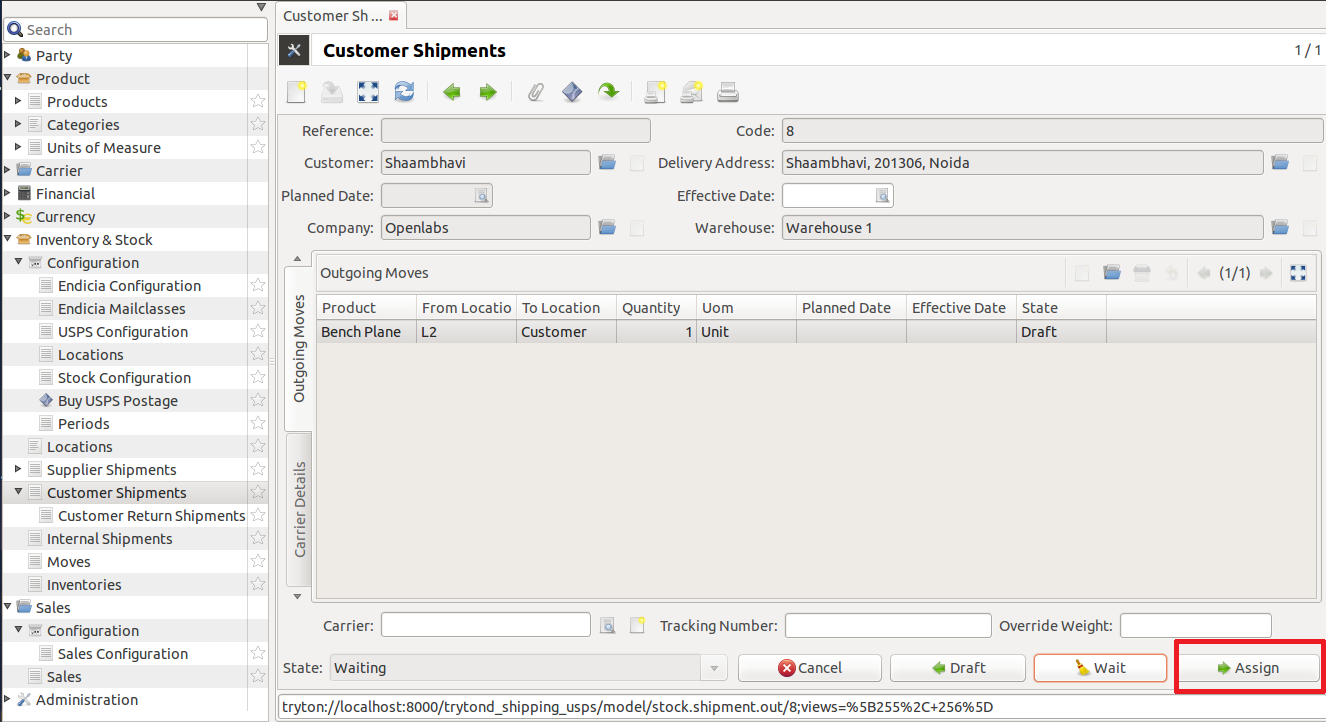 Customer Sh ...
Search
Party
Product
Products
Categories
Units of Measure
Carrier
Financial
Currency
Inventory & Stock
Configuration
Endicia Configuration
Endicia Mailclasses
USPS Configuration
Locations
Stock Configuration
Buy USPS Postage
Periods
Locations
Supplier Shipments
Customer Shipments
Customer Return Shipments
Internal Shipments
Moves
Inventories
Sales
Configuration
Sales Configuration
Sales
Administration
Customer Shipments 1 / 1
Reference: Code: 8
Customer: Shaambhavi Delivery Address: Shaambhavi, 201306, Noida
Planned Date: Effective Date:
Company: Openlabs Warehouse: Warehouse 1
Outgoing Moves
Carrier Details
Outgoing Moves (1/1)
Product From Locatio To Location Quantity Uom Planned Date Effective Date State
Bench Plane L2 Customer 1 Unit Draft
Carrier: Tracking Number: Override Weight:
State: Waiting Cancel Draft Wait Assign
tryton://localhost:8000/trytond_shipping_usps/model/stock.shipment.out/8;views=%5B255%2C+256%5D